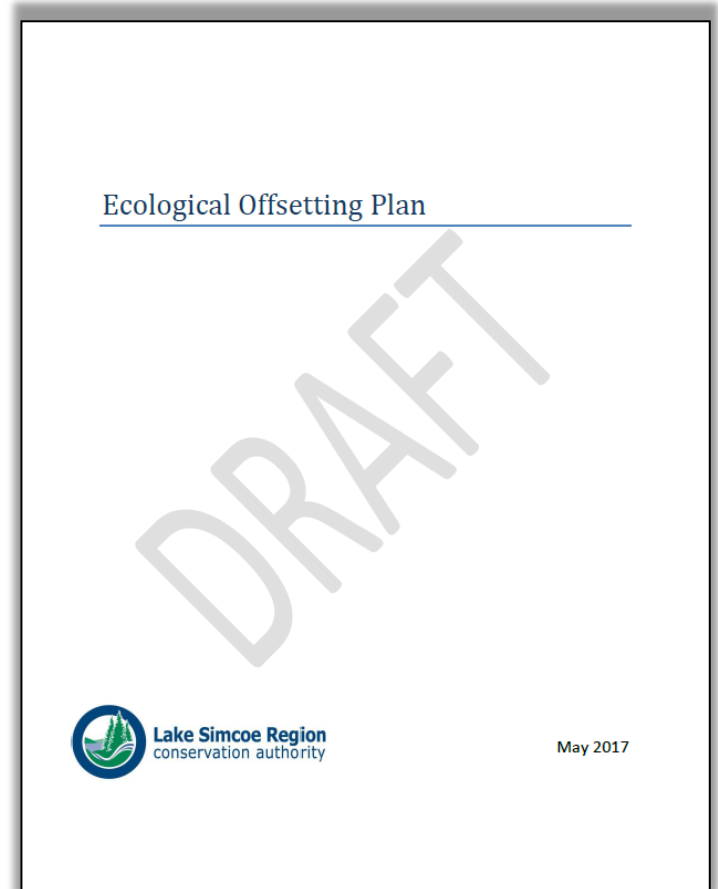 Ecological Offsetting Plan
DRAFT
Lake Simcoe Region
conservation authority
May 2017